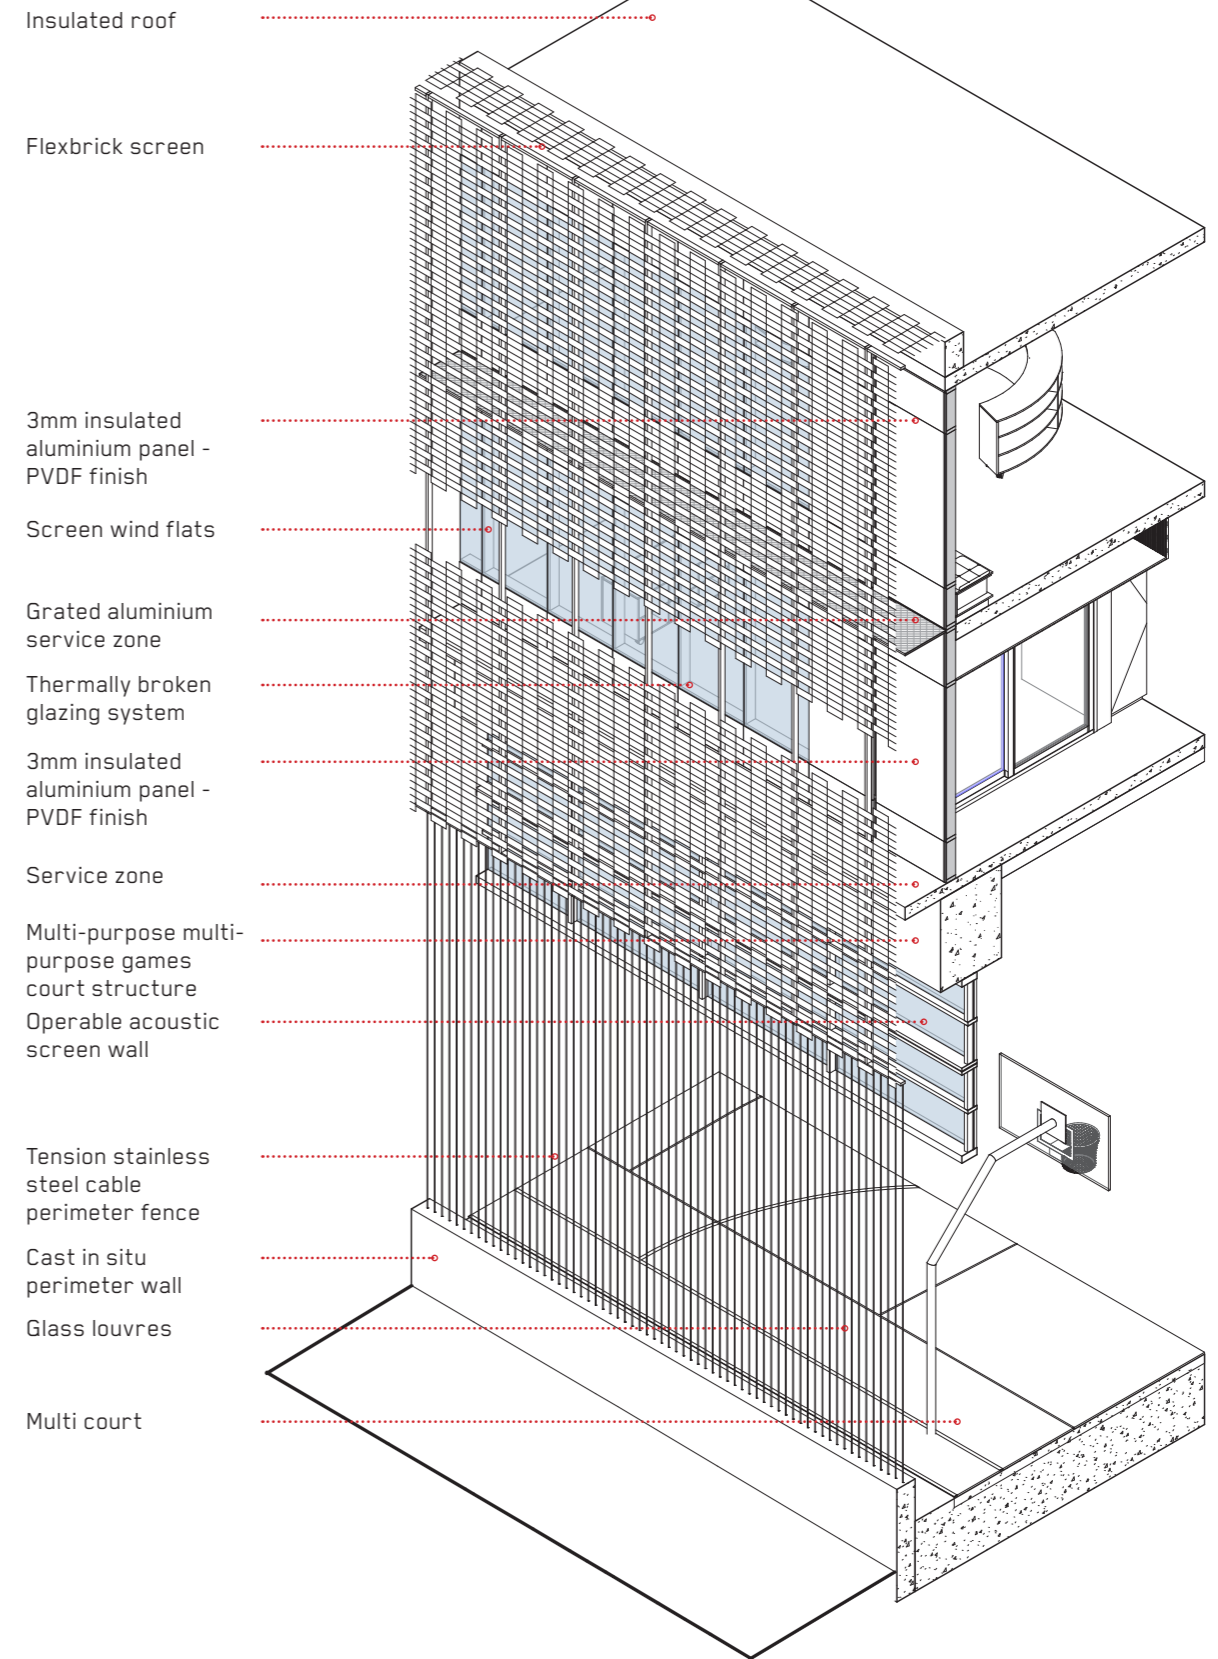 Insulated roof
Flexbrick screen
3mm insulated
aluminium panel -
PVDF finish
Screen wind flats
Grated aluminium
service zone
Thermally broken
glazing system
3mm insulated
aluminium panel -
PVDF finish
Service zone
Multi-purpose multi-
purpose games
court structure
Operable acoustic
screen wall
Tension stainless
steel cable
perimeter fence
Cast in situ
perimeter wall
Glass louvres
Multi court